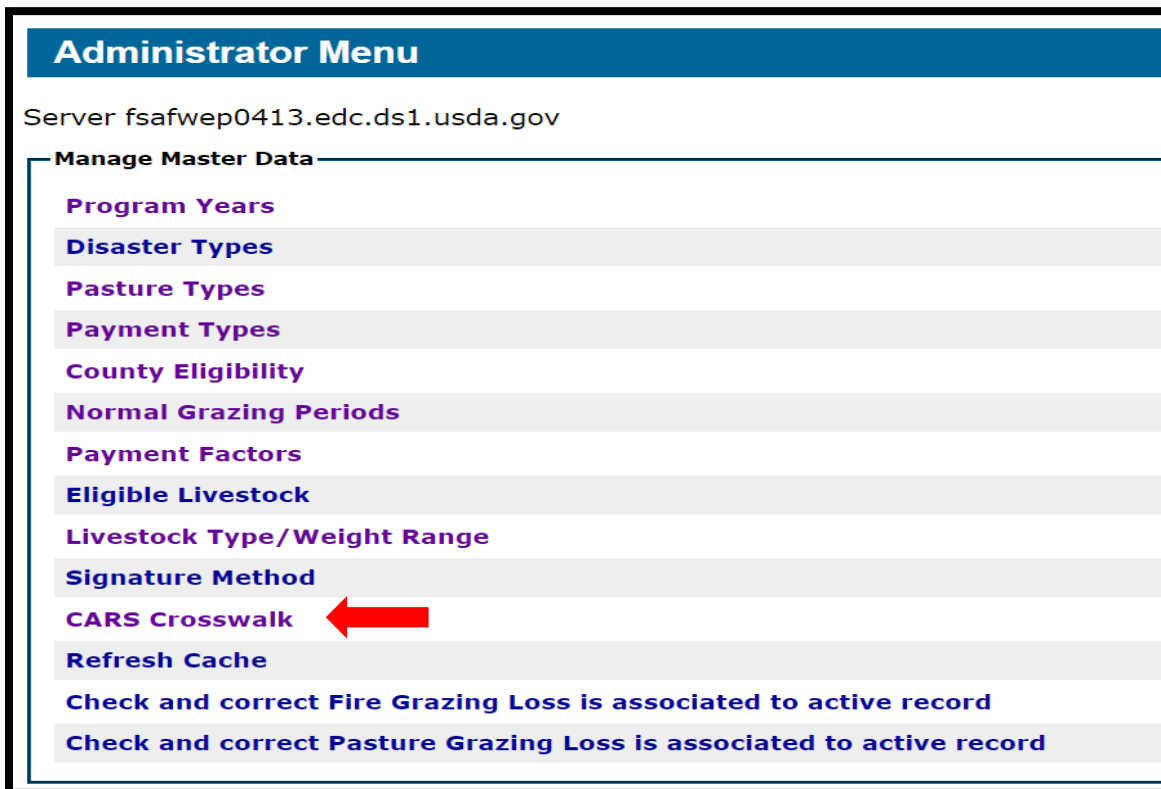 Administrator Menu
Server fsafwep0413.edc.ds1.usda.gov
Manage Master Data
Program Years
Disaster Types
Pasture Types
Payment Types
County Eligibility
Normal Grazing Periods
Payment Factors
Eligible Livestock
Livestock Type/Weight Range
Signature Method
CARS Crosswalk
Refresh Cache
Check and correct Fire Grazing Loss is associated to active record
Check and correct Pasture Grazing Loss is associated to active record